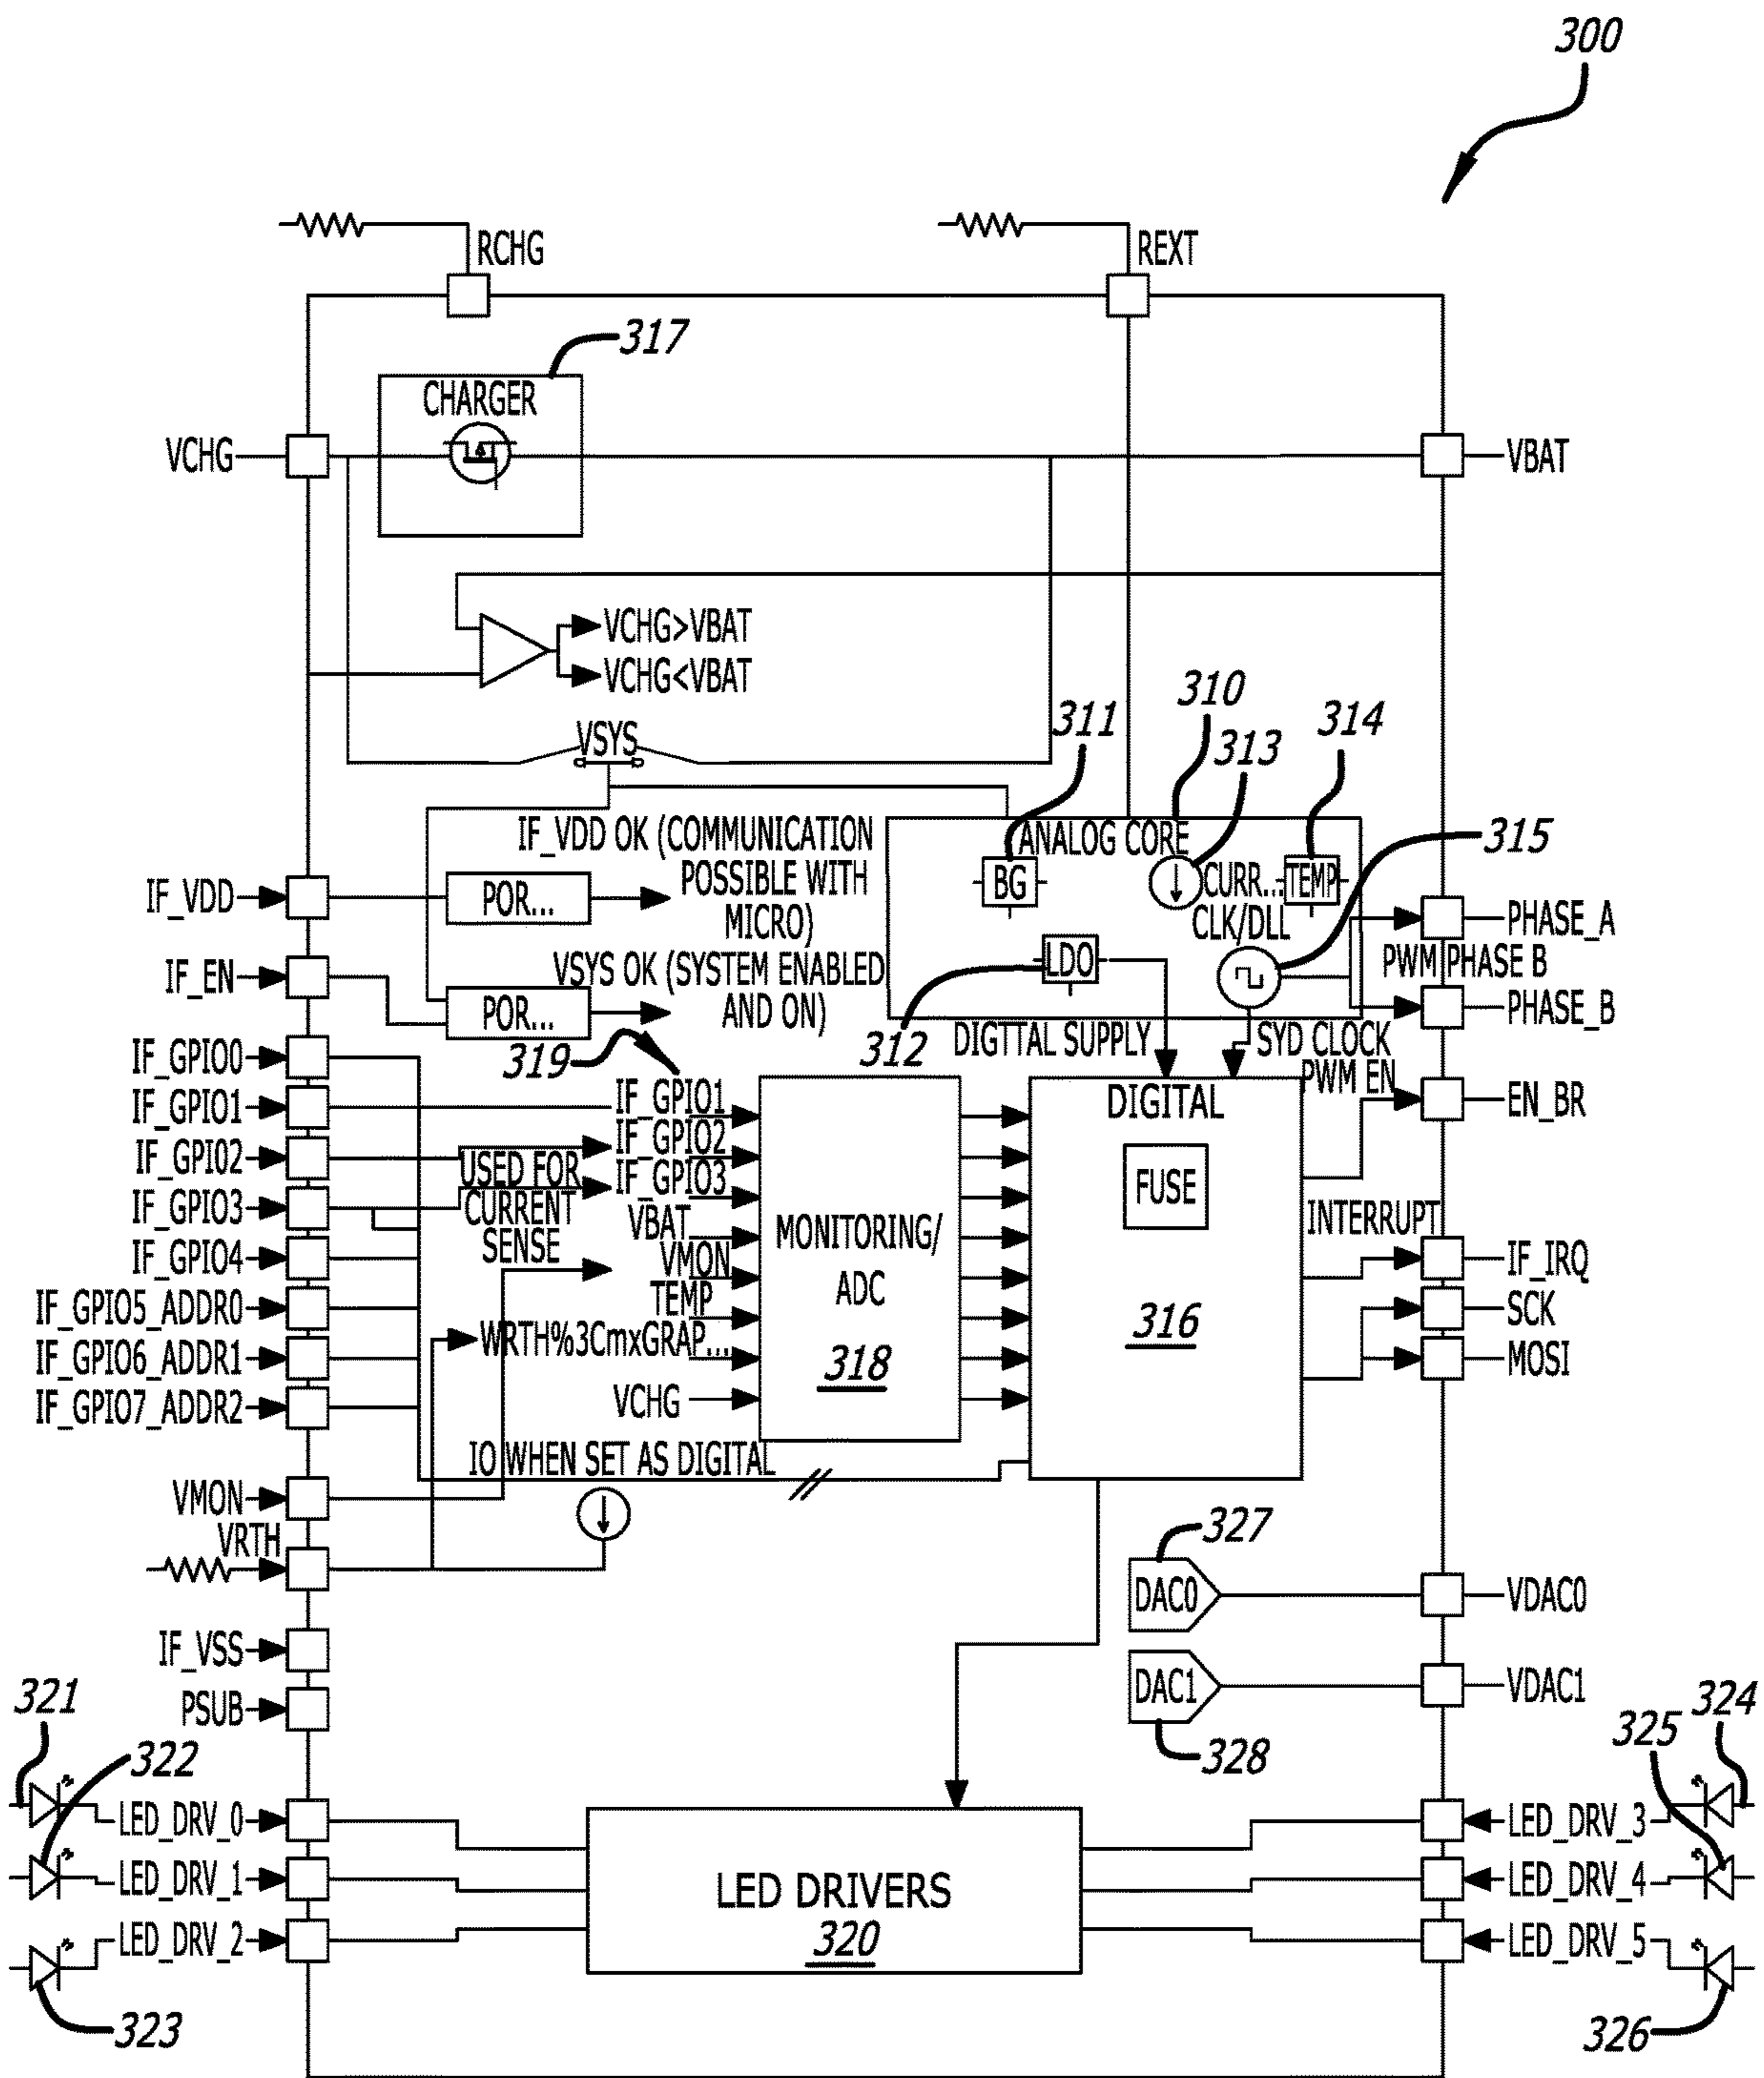 300
RCHG
REXT
317
CHARGER
VCHG
VBAT
VCHG>VBAT
VCHG<VBAT
VSYS
310
311
313
314
315
IF_VDD OK (COMMUNICATION
POSSIBLE WITH
MICRO)
ANALOG CORE
BG
CURR...
TEMP
CLK/DLL
IF_VDD
POR...
PHASE_A
PWM PHASE B
PHASE_B
IF_EN
VSYS OK (SYSTEM ENABLED
AND ON)
POR...
LDO
312
319
DIGTTAL SUPPLY
SYD CLOCK
PWM EN
IF_GPIO0
IF_GPIO1
IF_GPIO2
IF_GPIO3
IF_GPIO4
IF_GPIO5_ADDR0
IF_GPIO6_ADDR1
IF_GPIO7_ADDR2
USED FOR
CURRENT
SENSE
IF_GPIO1
IF_GPIO2
IF_GPIO3
VBAT
VMON
TEMP
WRTH%3CmxGRAP...
VCHG
MONITORING/
ADC
318
DIGITAL
FUSE
316
EN_BR
INTERRUPT
IF_IRQ
SCK
MOSI
IO WHEN SET AS DIGITAL
VMON
VRTH
IF_VSS
PSUB
327
DAC0
VDAC0
DAC1
VDAC1
328
321
322
323
LED_DRV_0
LED_DRV_1
LED_DRV_2
LED DRIVERS
320
324
325
326
LED_DRV_3
LED_DRV_4
LED_DRV_5